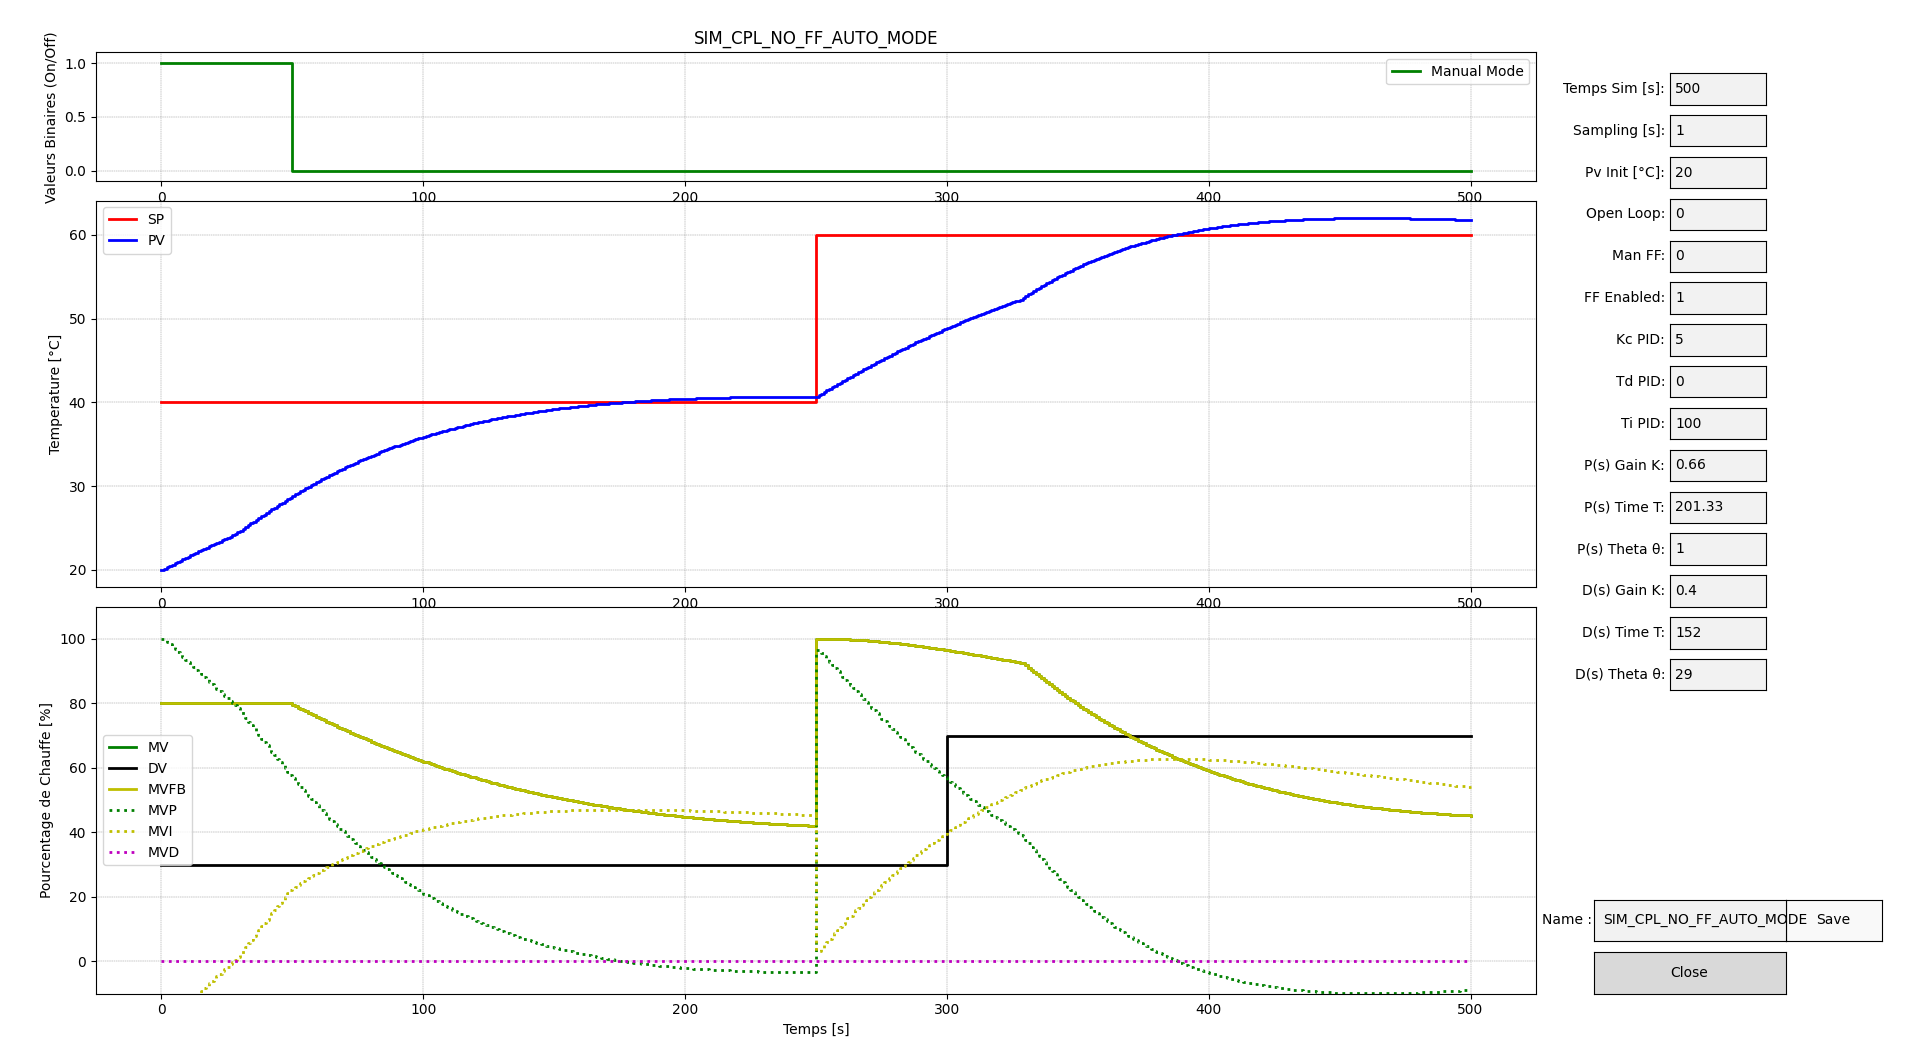 SIM_CPL_NO_FF_AUTO_MODE
Valeurs Binaires (On/Off)
1.0
0.5
0.0
Manual Mode
0 100 200 300 400 500
Temperature [°C]
60
50
40
30
20
SP
PV
0 100 200 300 400 500
Pourcentage de Chauffe [%]
100
80
60
40
20
0
MV
DV
MVFB
MVP
MVI
MVD
0 100 200 300 400 500
Temps [s]
Temps Sim [s]: 500
Sampling [s]: 1
Pv Init [°C]: 20
Open Loop: 0
Man FF: 0
FF Enabled: 1
Kc PID: 5
Td PID: 0
Ti PID: 100
P(s) Gain K: 0.66
P(s) Time T: 201.33
P(s) Theta θ: 1
D(s) Gain K: 0.4
D(s) Time T: 152
D(s) Theta θ: 29
Name : SIM_CPL_NO_FF_AUTO_MODE Save
Close